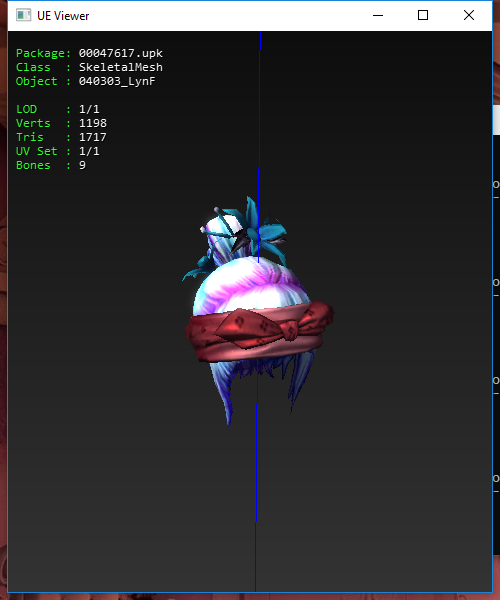 UE Viewer
Package: 00047617.upk
Class : SkeletalMesh
Object : 040303_LynF
LOD : 1/1
Verts : 1198
Tris : 1717
UV Set : 1/1
Bones : 9